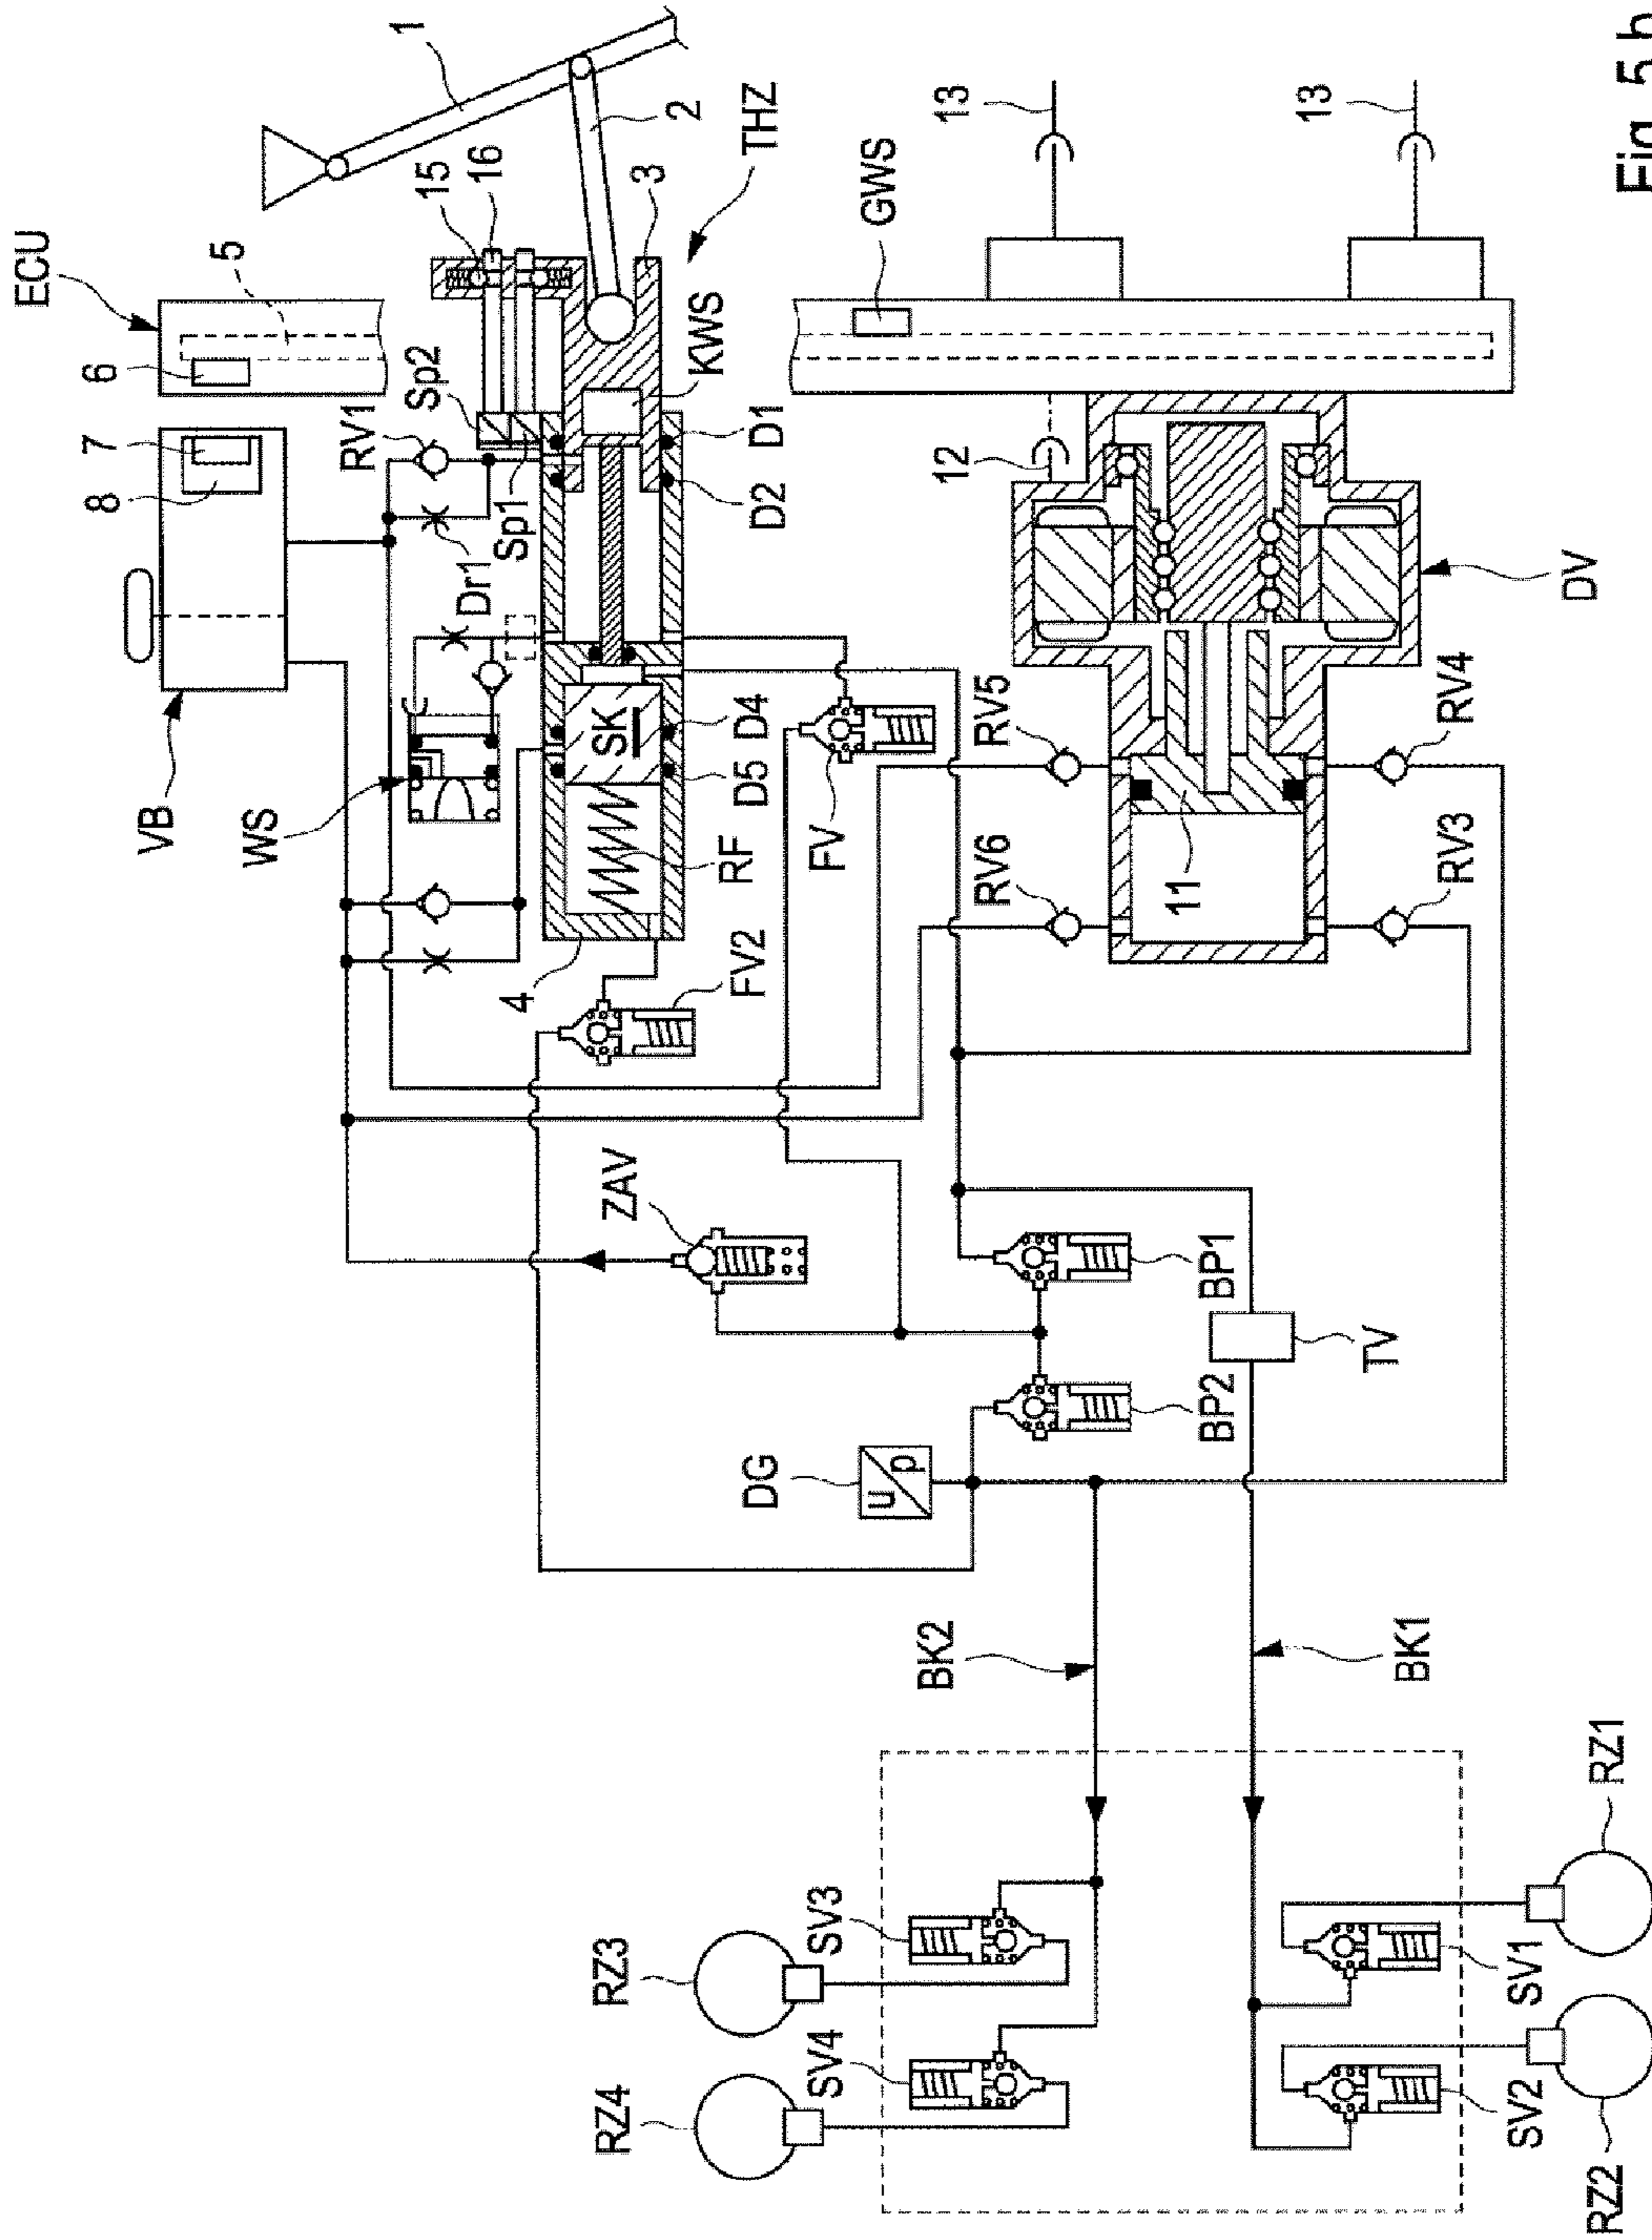 ECU
1
5
6
Sp2
15
16
2
THZ
3
7
8
RV1
KWS
GWS
13
13
Fig. 5 b
Sp1
D1
D2
12
Dr1
VB
WS
SK
D4
D5
RF
FV
RV5
RV4
DV
4
FV2
RV6
11
RV3
ZAV
BP1
TV
BP2
DG
u
p
BK2
BK1
RZ3
SV3
RZ1
SV1
RZ4
SV4
SV2
RZ2